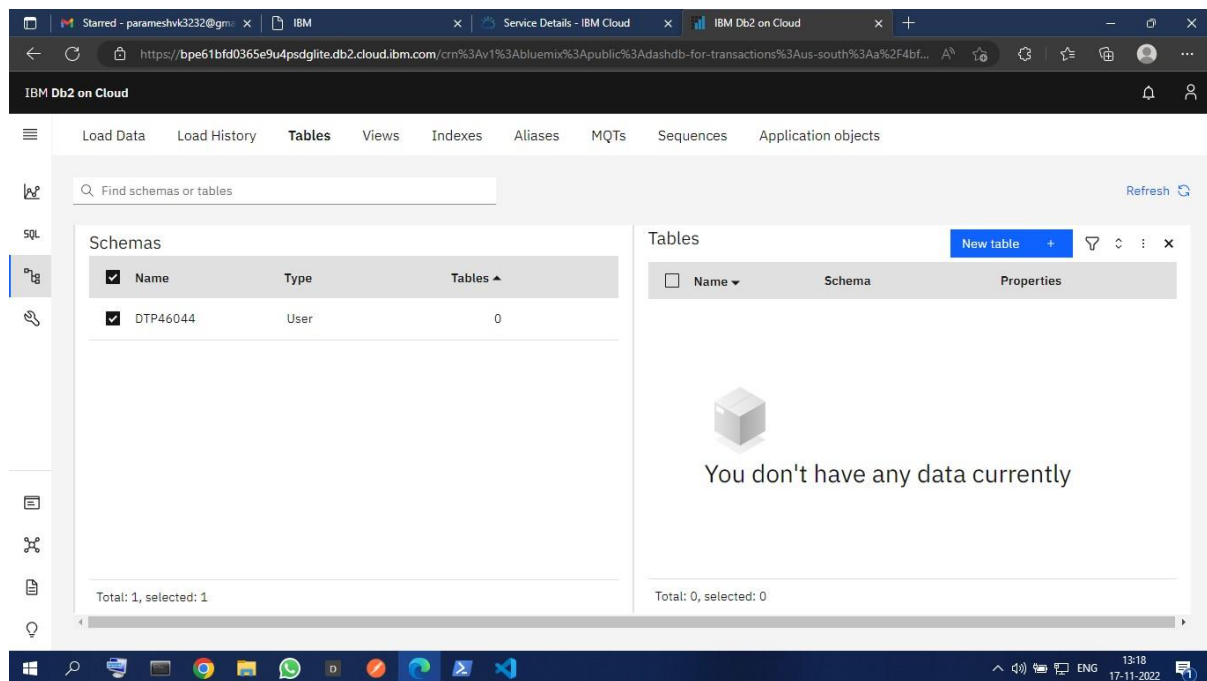 Starred - parameshvk3232@gma
IBM
Service Details - IBM Cloud
IBM Db2 on Cloud
https://bpe61bfd0365e9u4psdglite.db2.cloud.ibm.com/crn%3Av1%3Abluemix%3Apublic%3Adashdb-for-transactions%3Aus-south%3Aa%2F4bf...
IBM Db2 on Cloud
Load Data Load History Tables Views Indexes Aliases MQTs Sequences Application objects
Find schemas or tables
Refresh
SQL
Schemas
Name Type Tables
DTP46044 User 0
Total: 1, selected: 1
Tables
New table +
Name Schema Properties
You don't have any data currently
Total: 0, selected: 0
D
ENG
13:18
17-11-2022
1